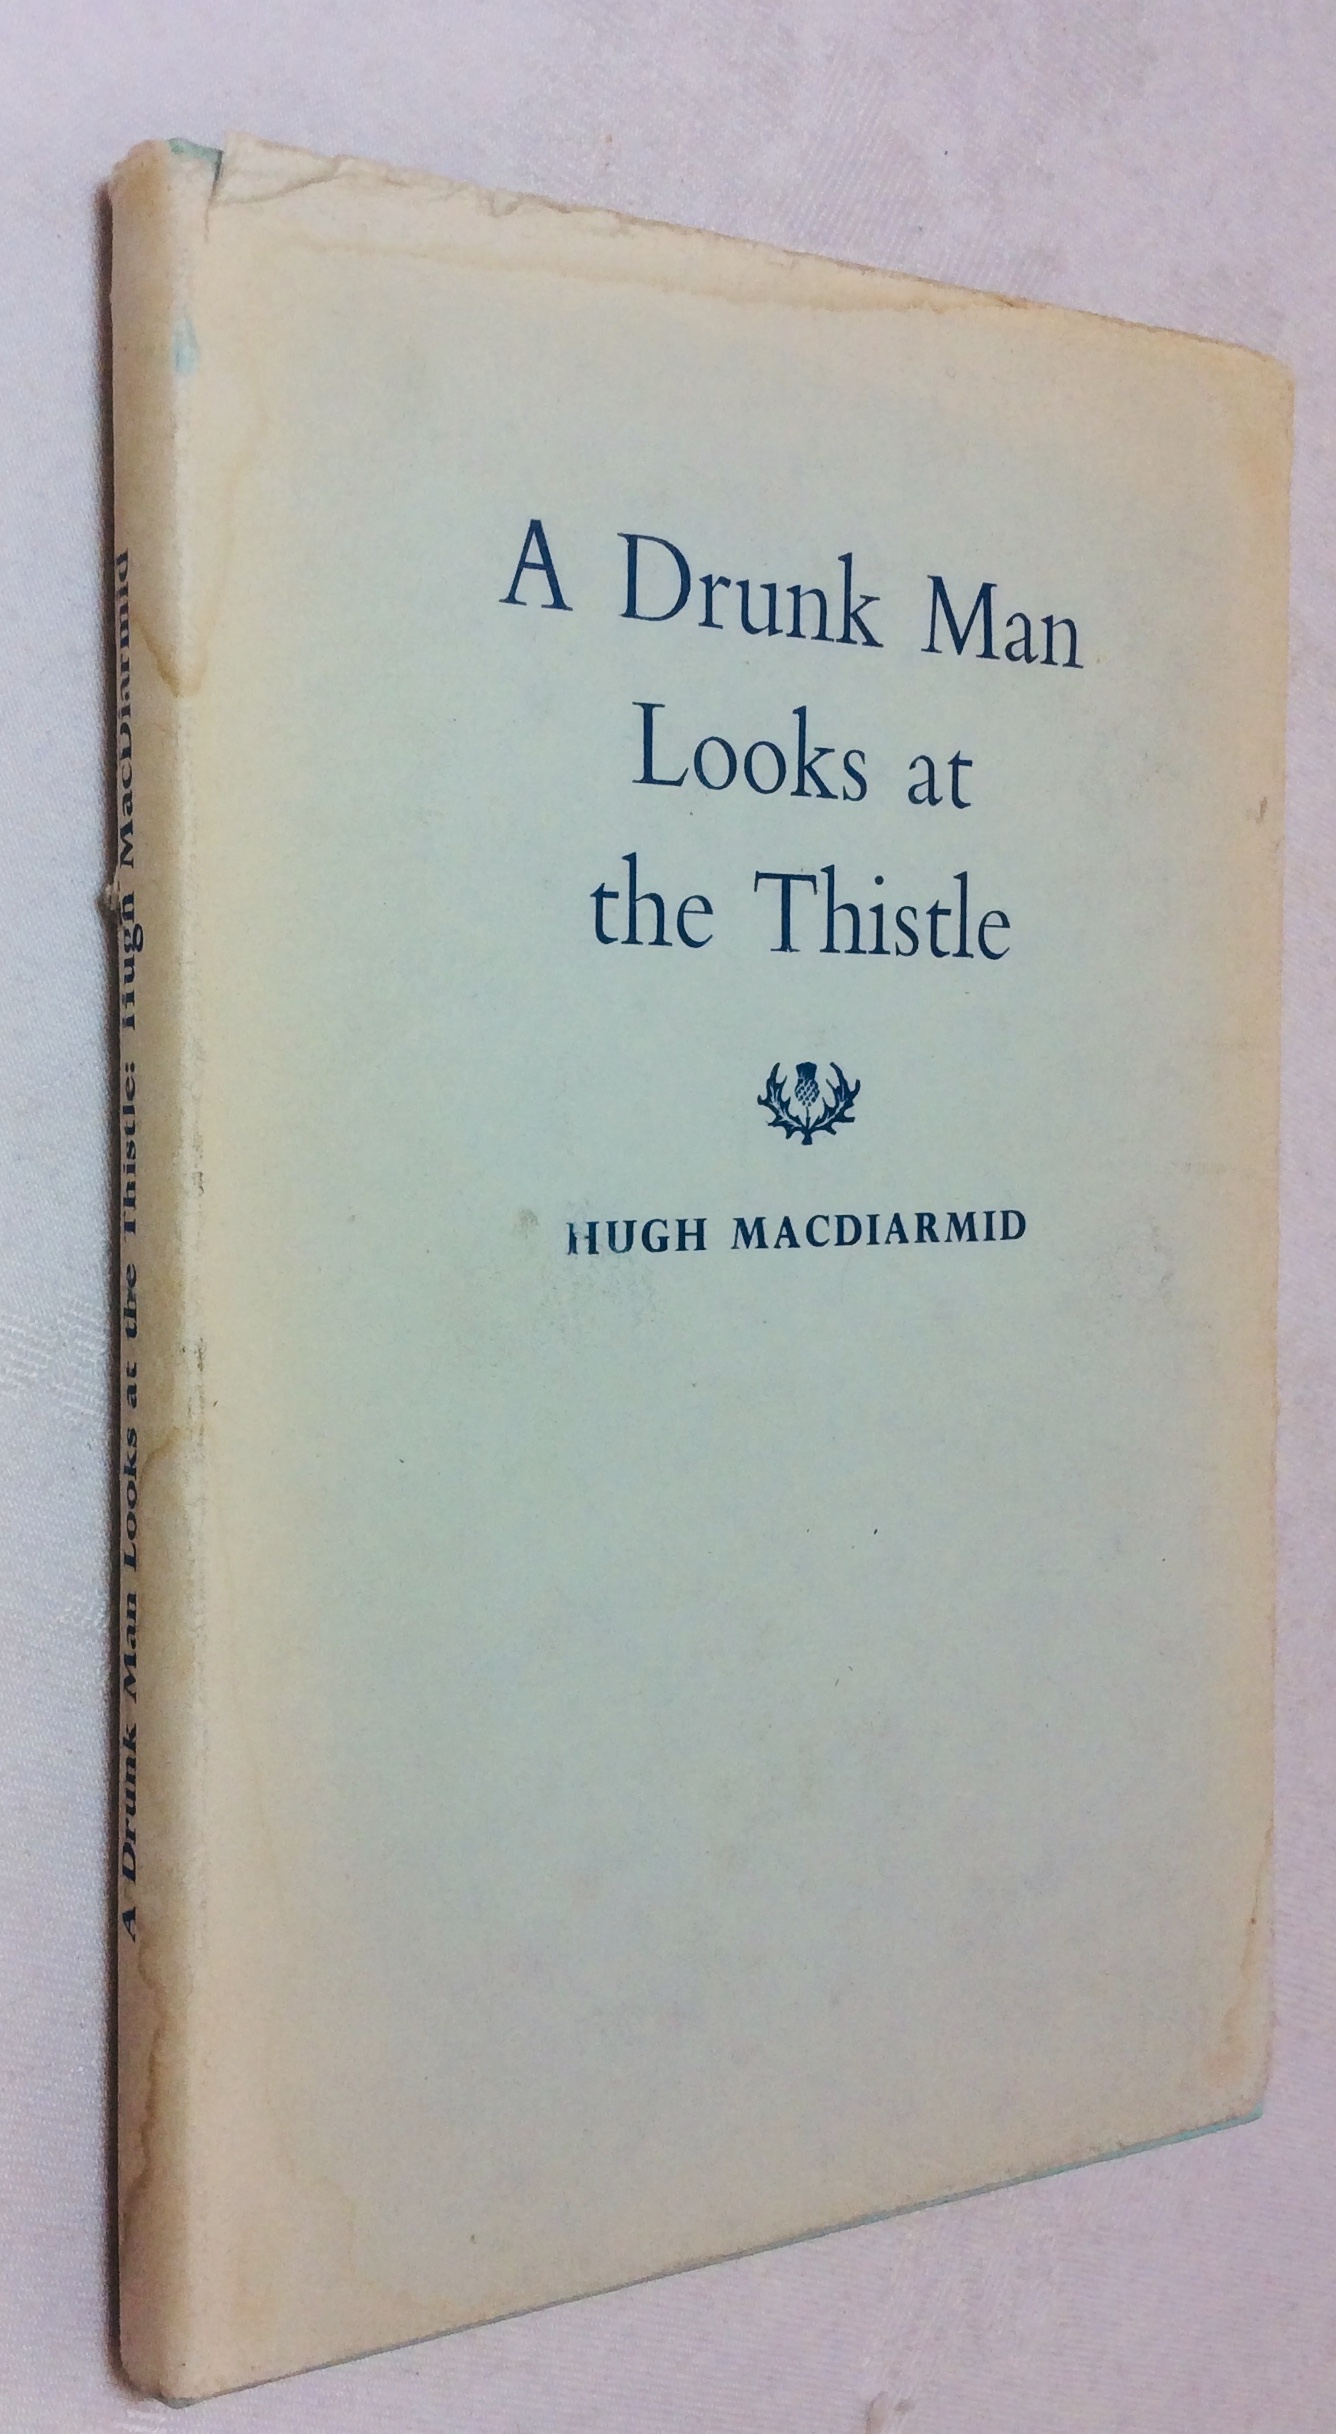 A Drunk Man
Looks at
the Thistle
HUGH MACDIARMID
A Drunk Man Looks at the Thistle: Hugh MacDiarmid